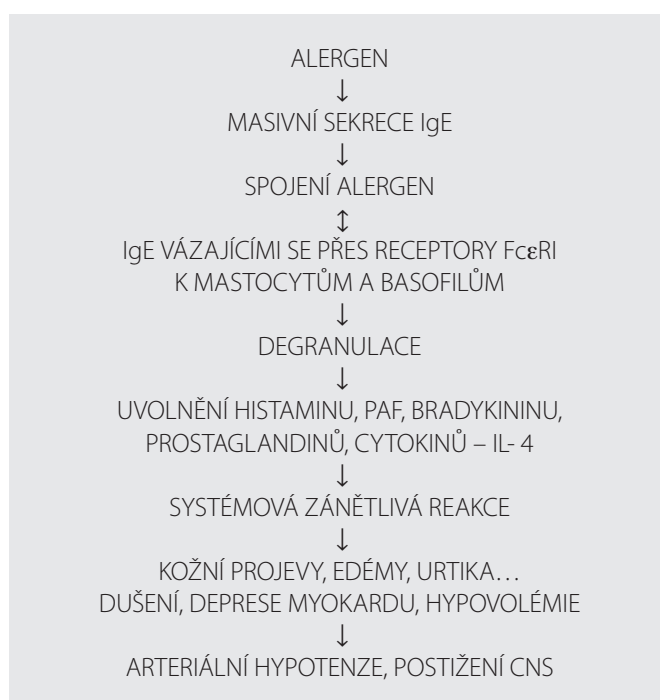 ALERGEN
↓
MASIVNÍ SEKRECE IgE
↓
SPOJENÍ ALERGEN
↕
IgE VÁZAJÍCÍMI SE PŘES RECEPTORY FcεRI
K MASTOCYTŮM A BASOFILŮM
↓
DEGRANULACE
↓
UVOLNĚNÍ HISTAMINU, PAF, BRADYKININU,
PROSTAGLANDINŮ, CYTOKINŮ – IL- 4
↓
SYSTÉMOVÁ ZÁNĚTLIVÁ REAKCE
↓
KOŽNÍ PROJEVY, EDÉMY, URTIKA…
DUŠENÍ, DEPRESE MYOKARDU, HYPOVOLÉMIE
↓
ARTERIÁLNÍ HYPOTENZE, POSTIŽENÍ CNS